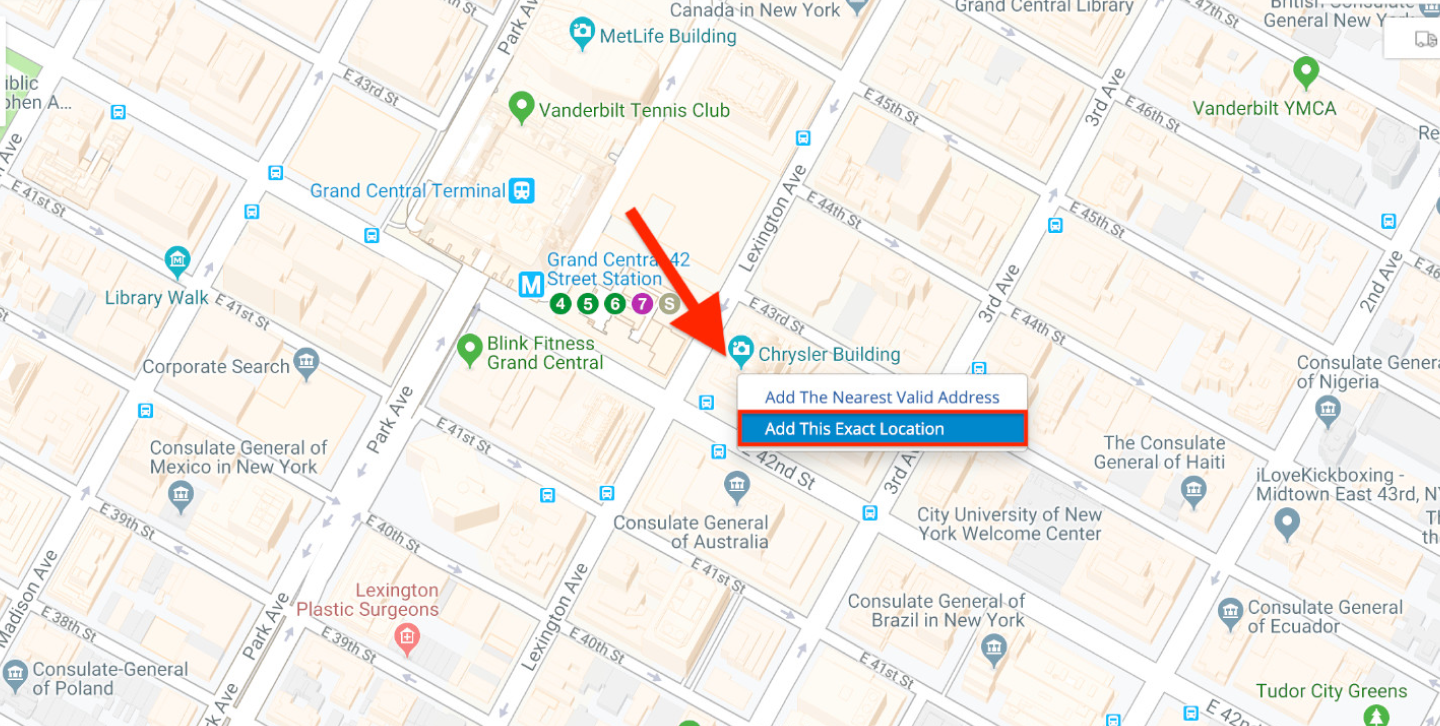 Canada in New York
Grand Central Library
47th St
General New
Park Ave
MetLife Building
E 43rd St
Vanderbilt Tennis Club
E 45th St
3rd Ave
E 46th St
Vanderbilt YMCA
Grand Central Terminal
E 41st St
Lexington Ave
E 44th St
E 45th St
Library Walk
E 41st St
Grand Central 42
Street Station
M
4 5 6 7 S
E 43rd St
3rd Ave
E 44th St
2nd Ave
Blink Fitness
Grand Central
Chrysler Building
Corporate Search
Consulate
of Nigeria
Add The Nearest Valid Address
Add This Exact Location
Park Ave
E 41st St
E 42nd St
3rd
Consulate General of
Mexico in New York
The Consulate
General of Haiti
iLoveKickboxing -
Midtown East 43rd,
E 39th St
E 40th St
Consulate General
of Australia
City University of New
York Welcome Center
E 41st St
Madison Ave
Park Ave
Lexington
Plastic Surgeons
Lexington Ave
Consulate General of
Brazil in New York
Consulate General
of Ecuador
E 38th St
E 39th St
E 40th St
E 41st St
Consulate-General
of Poland
Ave
Tudor City Greens
E 42nd